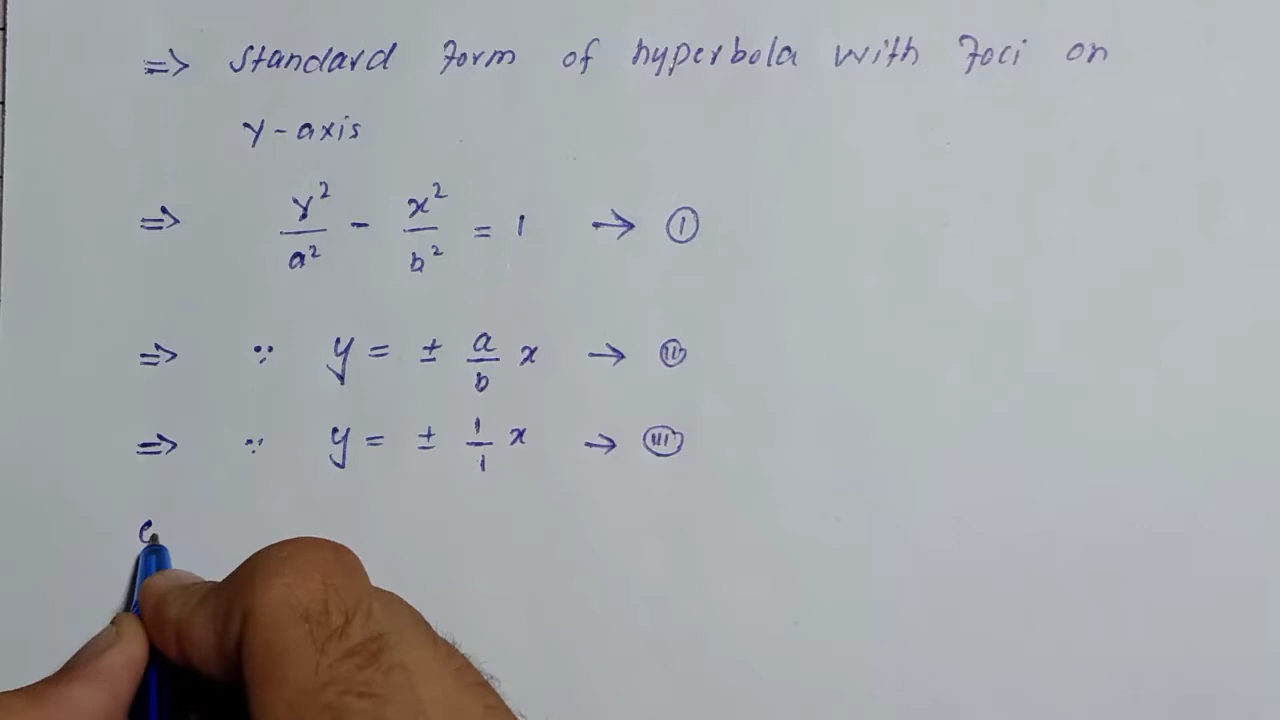 => Standard Form of hyperbola with Foci on
Y-axis
=> Y²/a² - x²/b² = 1 → ①
=> ∵ y = ± a/b x → (II)
=> ∵ y = ± 1/1 x → (III)